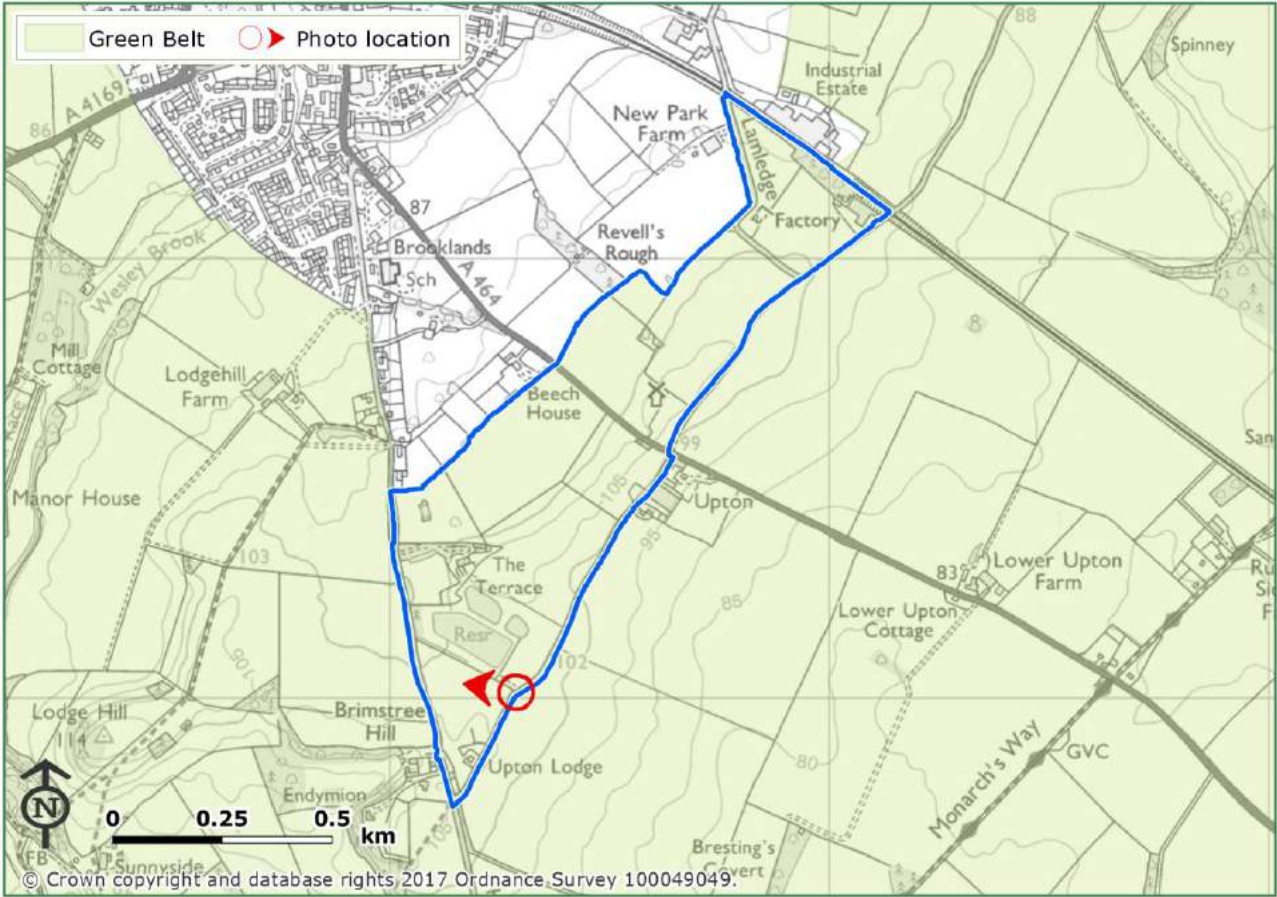 Green Belt
Photo location
88
Spinney
Industrial
Estate
A 4169
86
New Park
Farm
Lamledge
87
Factory
Revell's
Rough
Brooklands
Sch
A 464
Wesley Brook
Mill
Cottage
Lodgehill
Farm
Beech
House
Race
99
San
Manor House
105
Upton
95
103
The
Terrace
83
Lower Upton
Farm
85
Lower Upton
Cottage
Resr
102
105
Lodge Hill
114
Brimstree
Hill
Upton Lodge
80
GVC
Monarch's Way
Endymion
N
0 0.25 0.5
km
105
Bresting's
Covert
FB
Sunnyside
© Crown copyright and database rights 2017 Ordnance Survey 100049049.